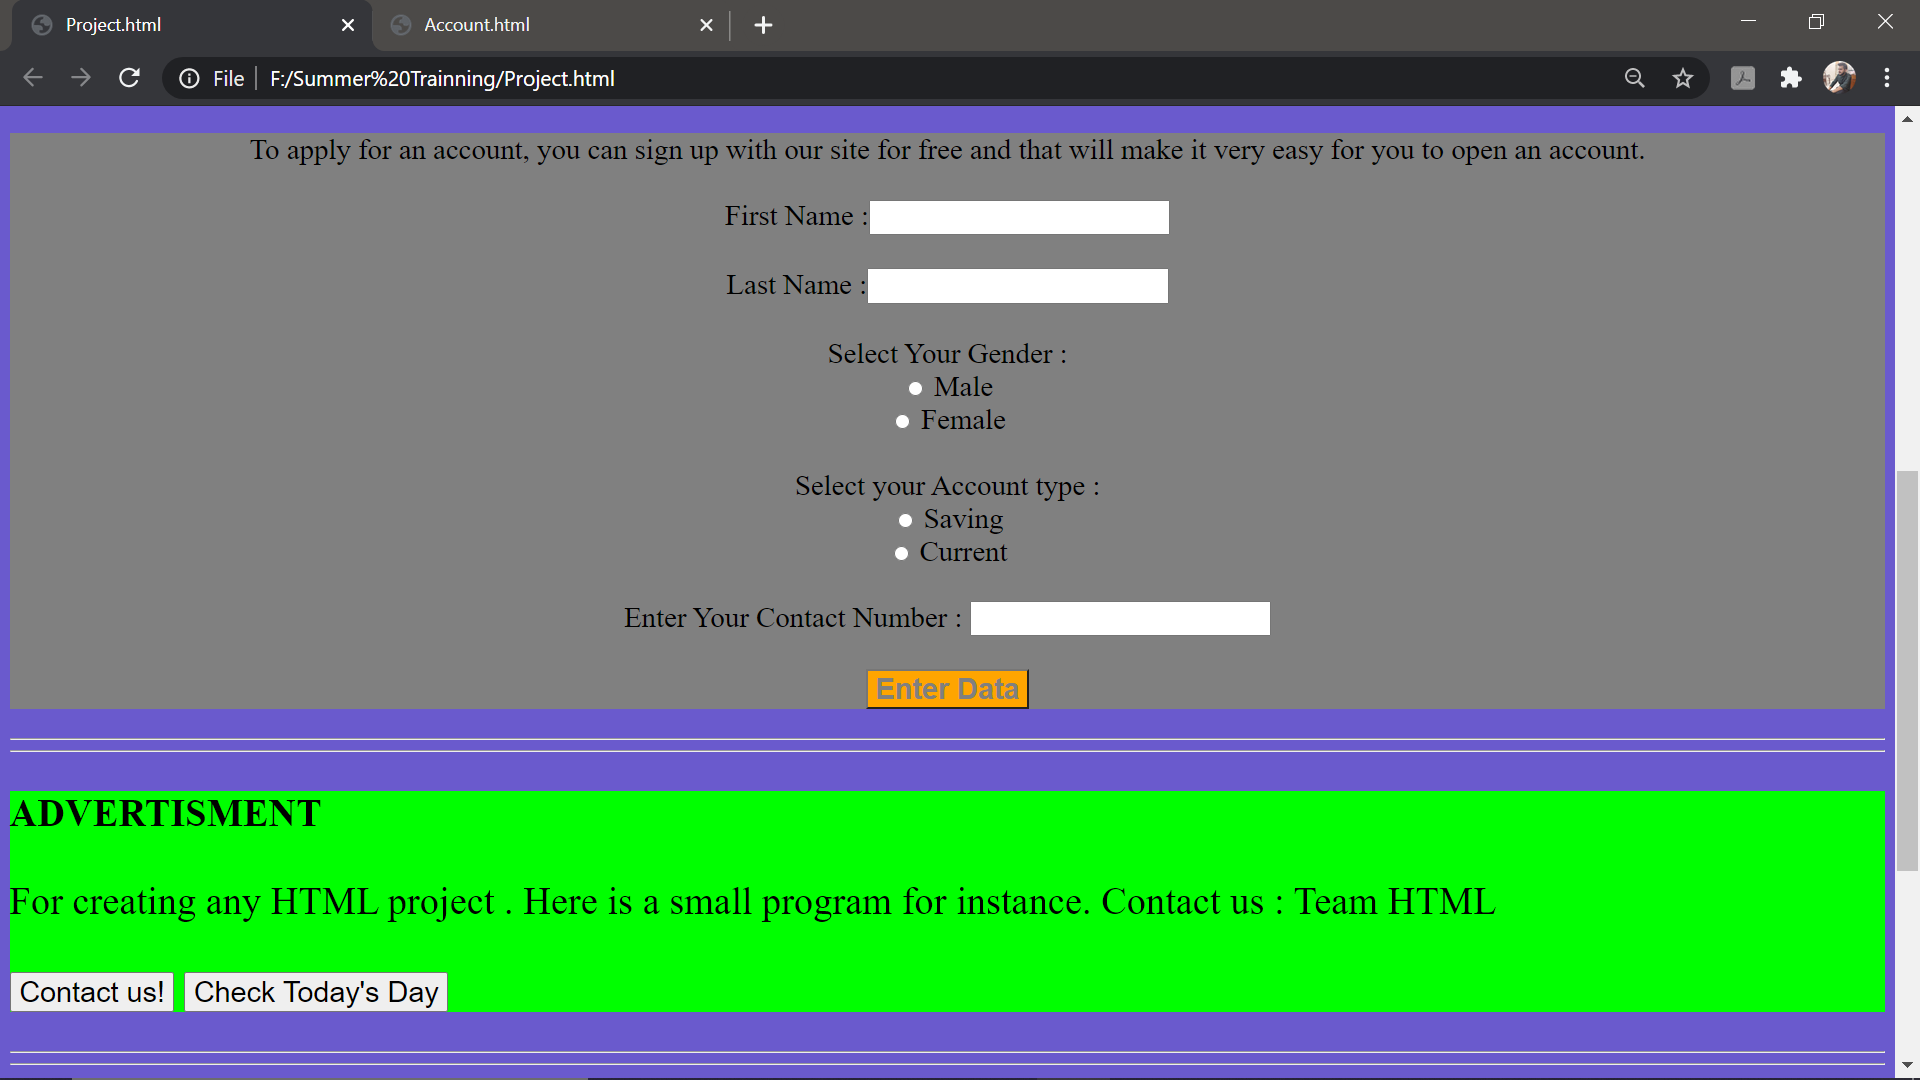 Project.html
Account.html
File
F:/Summer%20Trainning/Project.html
To apply for an account, you can sign up with our site for free and that will make it very easy for you to open an account.
First Name :
Last Name :
Select Your Gender :
Male
Female
Select your Account type :
Saving
Current
Enter Your Contact Number :
Enter Data
ADVERTISMENT
For creating any HTML project . Here is a small program for instance. Contact us : Team HTML
Contact us! Check Today's Day